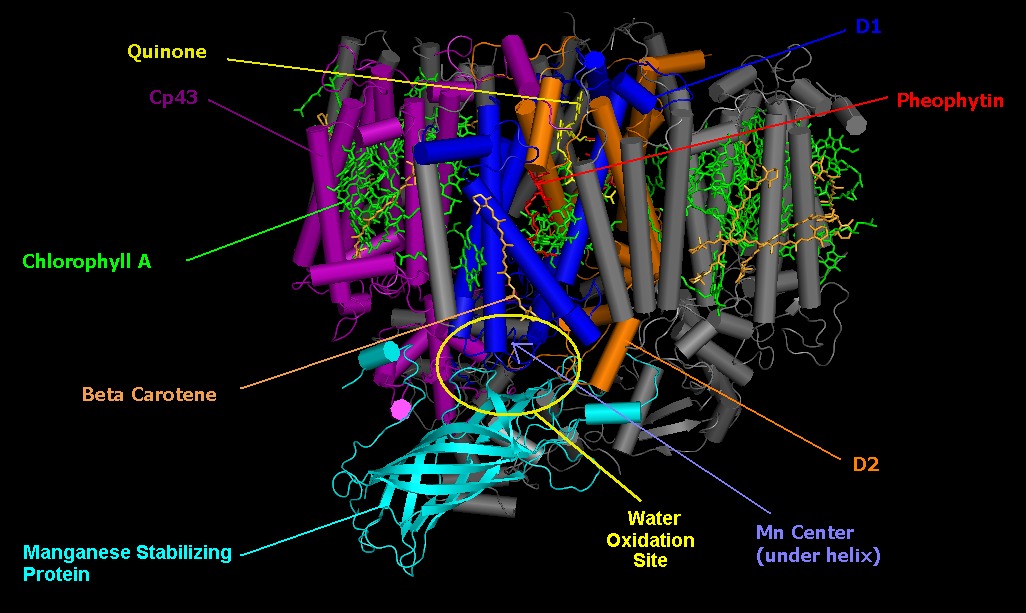 D1
Quinone
Cp43
Pheophytin
Chlorophyll A
Beta Carotene
D2
Water
Oxidation
Site
Mn Center
(under helix)
Manganese Stabilizing
Protein